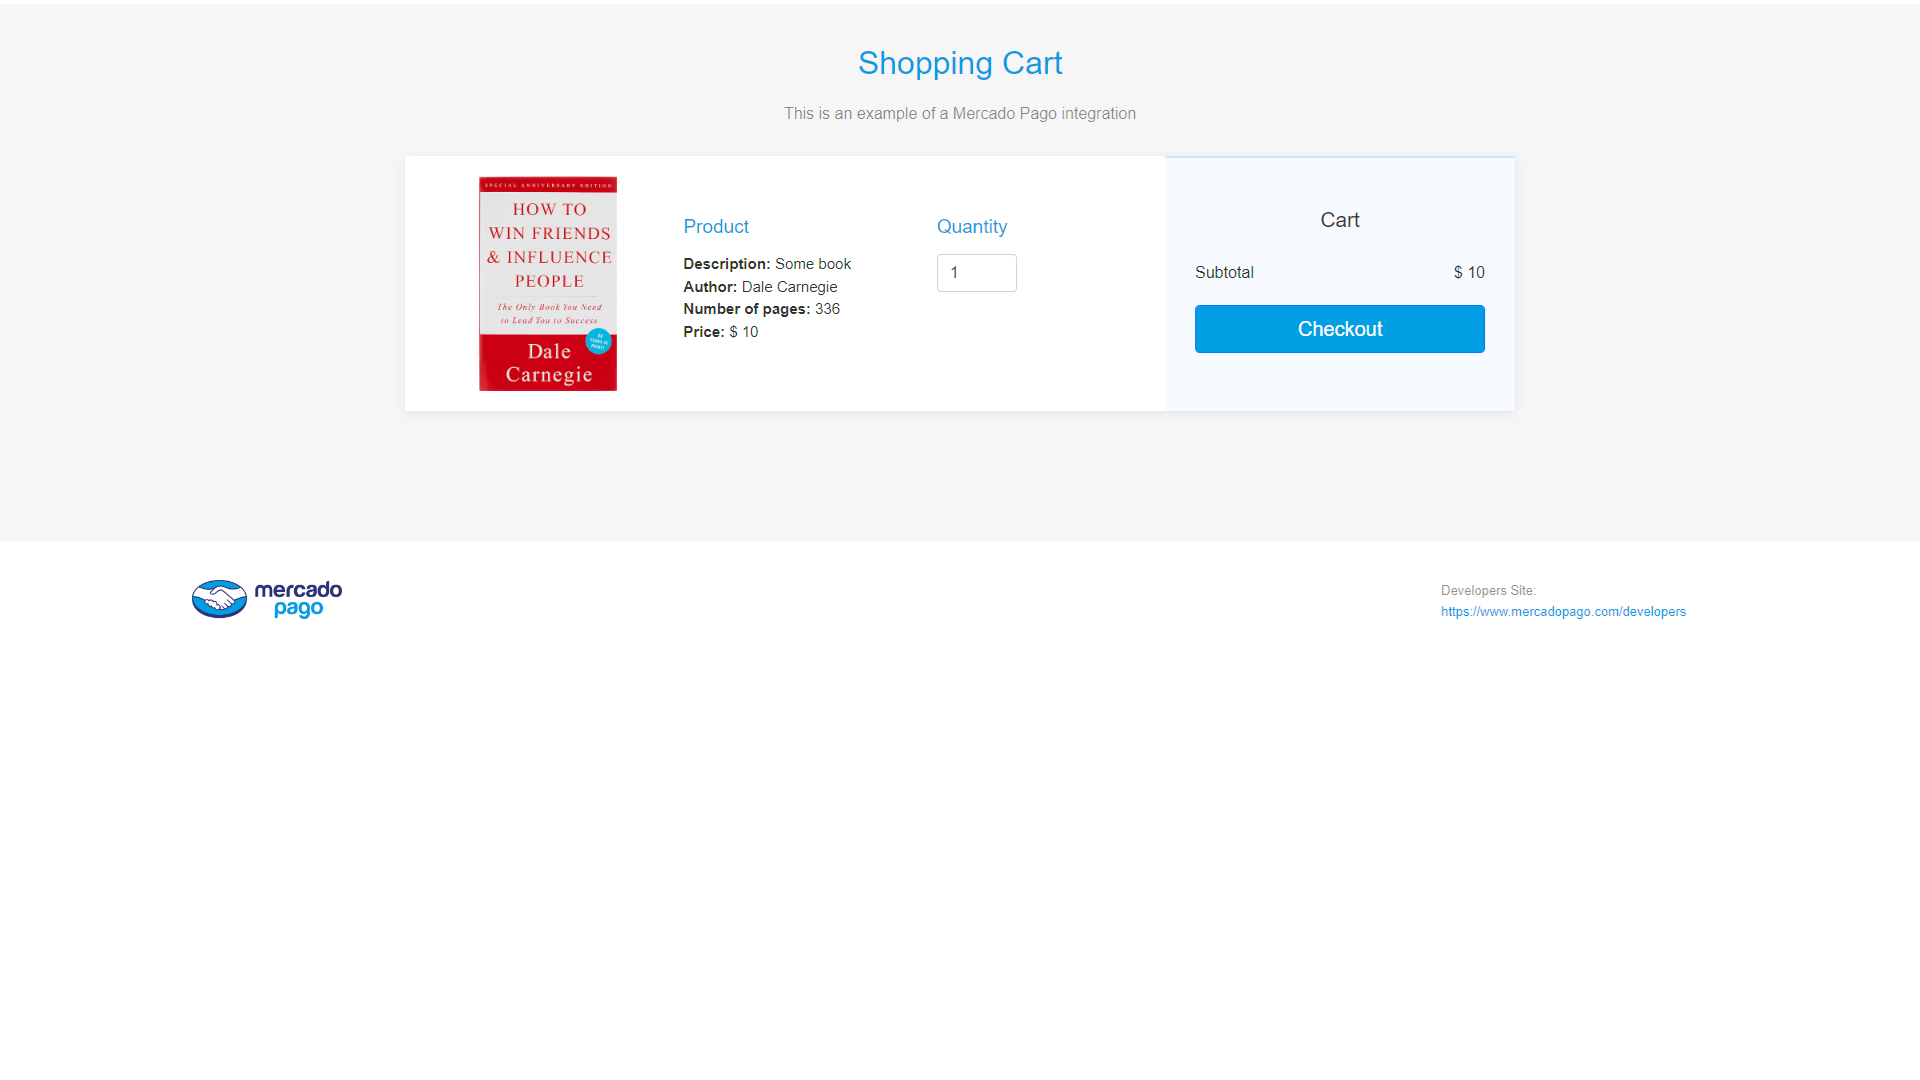 Shopping Cart
This is an example of a Mercado Pago integration
SPECIAL ANNIVERSARY EDITION
HOW TO
WIN FRIENDS
& INFLUENCE
PEOPLE
The Only Book You Need
to Lead You to Success
Dale
Carnegie
Product
Description: Some book
Author: Dale Carnegie
Number of pages: 336
Price: $ 10
Quantity
1
Cart
Subtotal $ 10
Checkout
mercado
pago
Developers Site:
https://www.mercadopago.com/developers